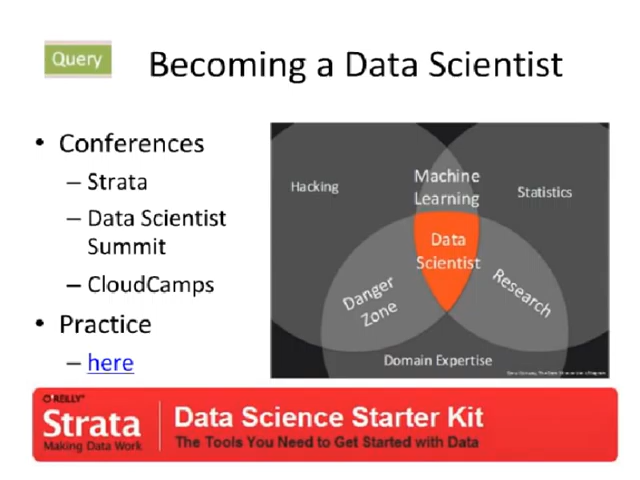 Query
Becoming a Data Scientist
• Conferences
– Strata
– Data Scientist
Summit
– CloudCamps
• Practice
– here
Hacking
Machine
Learning
Statistics
Data
Scientist
Danger
Zone
Research
Domain Expertise
O'REILLY
Strata
Making Data Work
Data Science Starter Kit
The Tools You Need to Get Started with Data